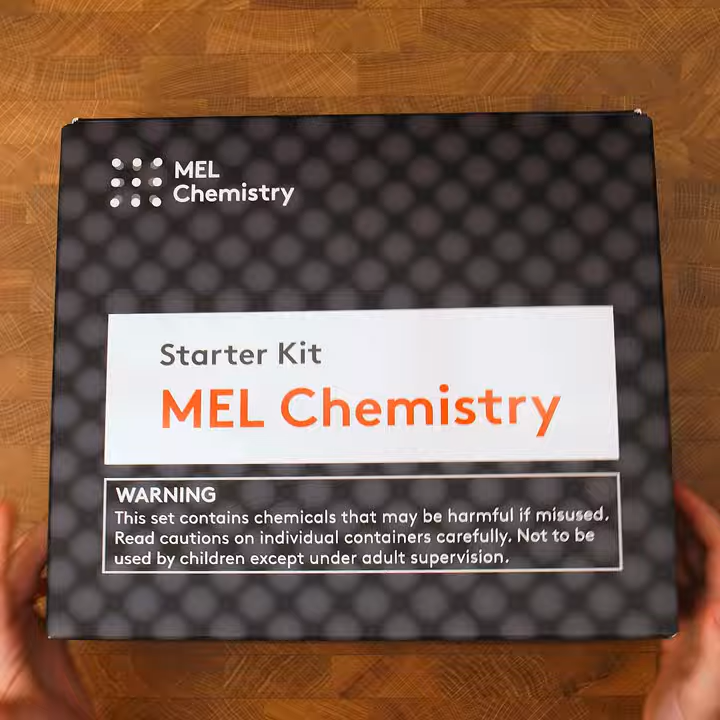 MEL
Chemistry
Starter Kit
MEL Chemistry
WARNING
This set contains chemicals that may be harmful if misused.
Read cautions on individual containers carefully. Not to be
used by children except under adult supervision.